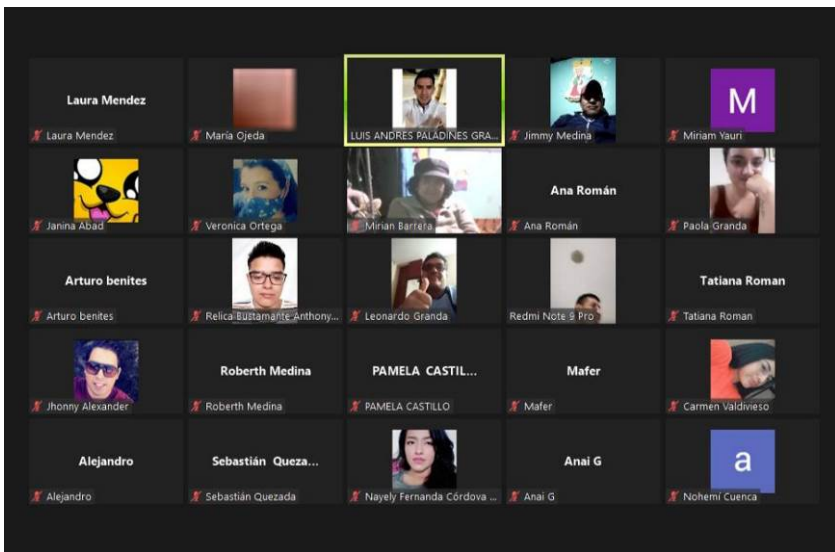 Laura Mendez
Laura Mendez
María Ojeda
LUIS ANDRES PALADINES GRA...
Jimmy Medina
M
Miriam Yauri
Janina Abad
Veronica Ortega
Mirian Barrera
Ana Román
Ana Román
Paola Granda
Arturo benites
Arturo benites
Relica Bustamante Anthony...
Leonardo Granda
Redmi Note 9 Pro
Tatiana Roman
Tatiana Roman
Jhonny Alexander
Roberth Medina
Roberth Medina
PAMELA CASTIL...
PAMELA CASTILLO
Mafer
Mafer
Carmen Valdivieso
Alejandro
Alejandro
Sebastián Queza...
Sebastián Quezada
Nayely Fernanda Córdova ...
Anai G
Anai G
a
Nohemí Cuenca